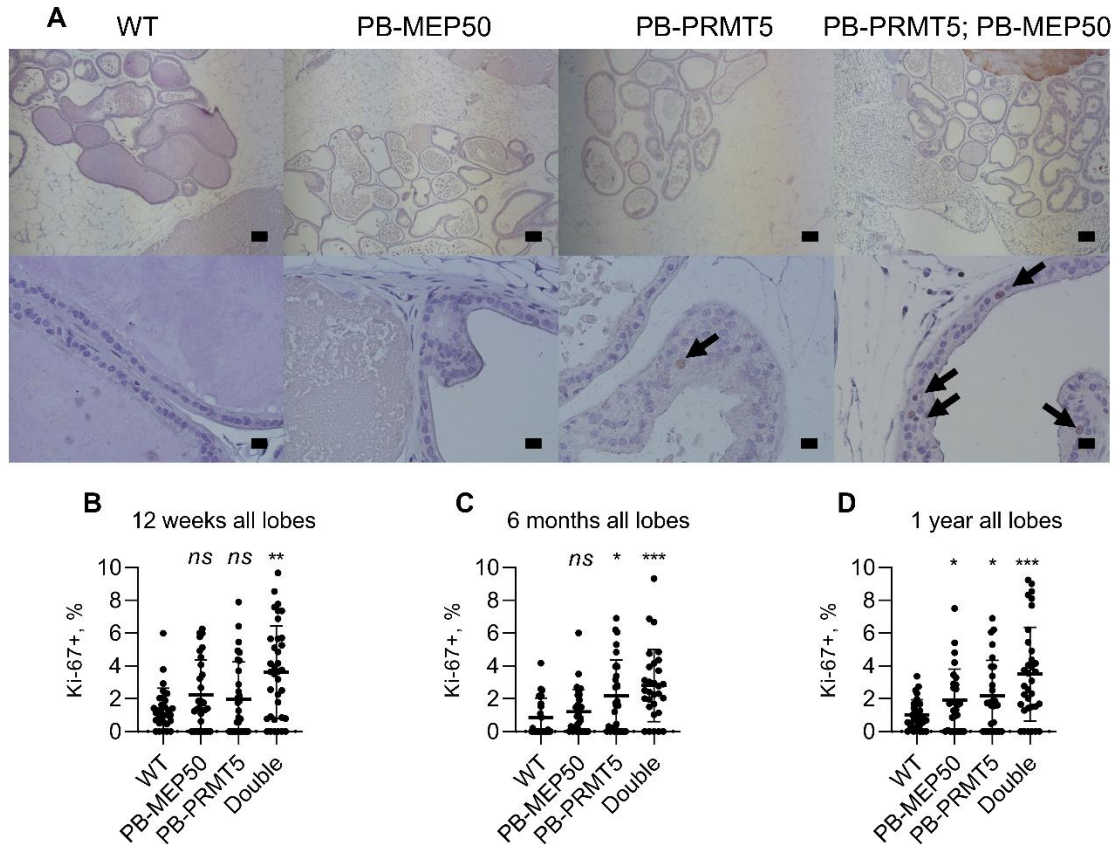 A
WT PB-MEP50 PB-PRMT5 PB-PRMT5; PB-MEP50
B
12 weeks all lobes
ns ns **
Ki-67+, %
10
8
6
4
2
0
WT
PB-MEP50
PB-PRMT5
Double
C
6 months all lobes
ns * ***
Ki-67+, %
10
8
6
4
2
0
WT
PB-MEP50
PB-PRMT5
Double
D
1 year all lobes
* * ***
Ki-67+, %
10
8
6
4
2
0
WT
PB-MEP50
PB-PRMT5
Double